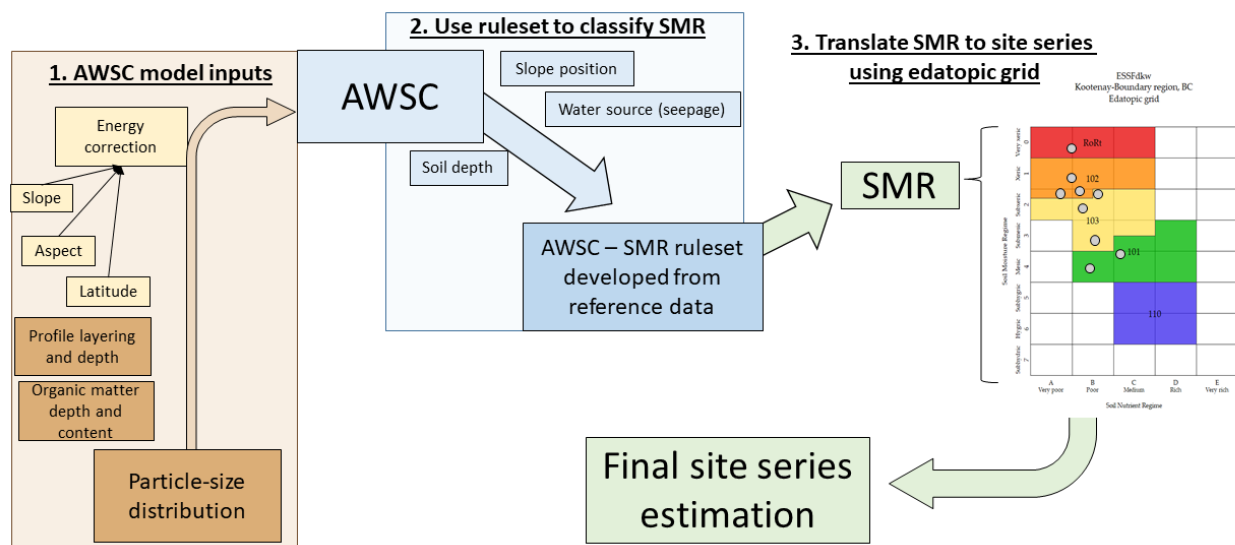 1. AWSC model inputs
Energy
correction
Slope
Aspect
Latitude
Profile layering
and depth
Organic matter
depth and
content
Particle-size
distribution
2. Use ruleset to classify SMR
AWSC
Slope position
Water source (seepage)
Soil depth
AWSC – SMR ruleset
developed from
reference data
3. Translate SMR to site series
using edatopic grid
SMR
ESSFdkw
Kootenay-Boundary region, BC
Edatopic grid
Soil Moisture Regime
Very xeric
0
Xeric
1
Subxeric
2
Submesic
3
Mesic
4
Subhygric
5
Hygric
6
Subhydric
7
RoRt
102
103
101
110
A
B
C
D
E
Very poor
Poor
Medium
Rich
Very rich
Soil Nutrient Regime
Final site series
estimation